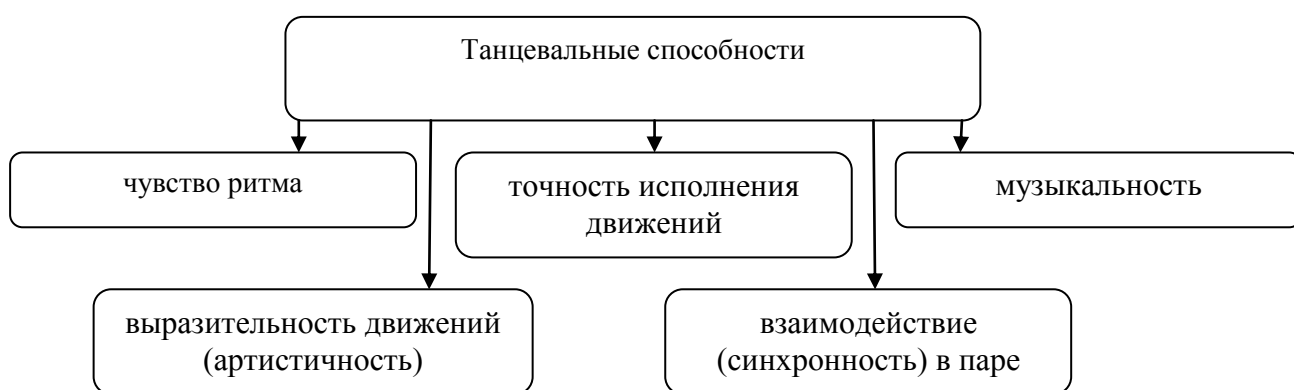 Танцевальные способности
чувство ритма
точность исполнения
движений
музыкальность
выразительность движений
(артистичность)
взаимодействие
(синхронность) в паре